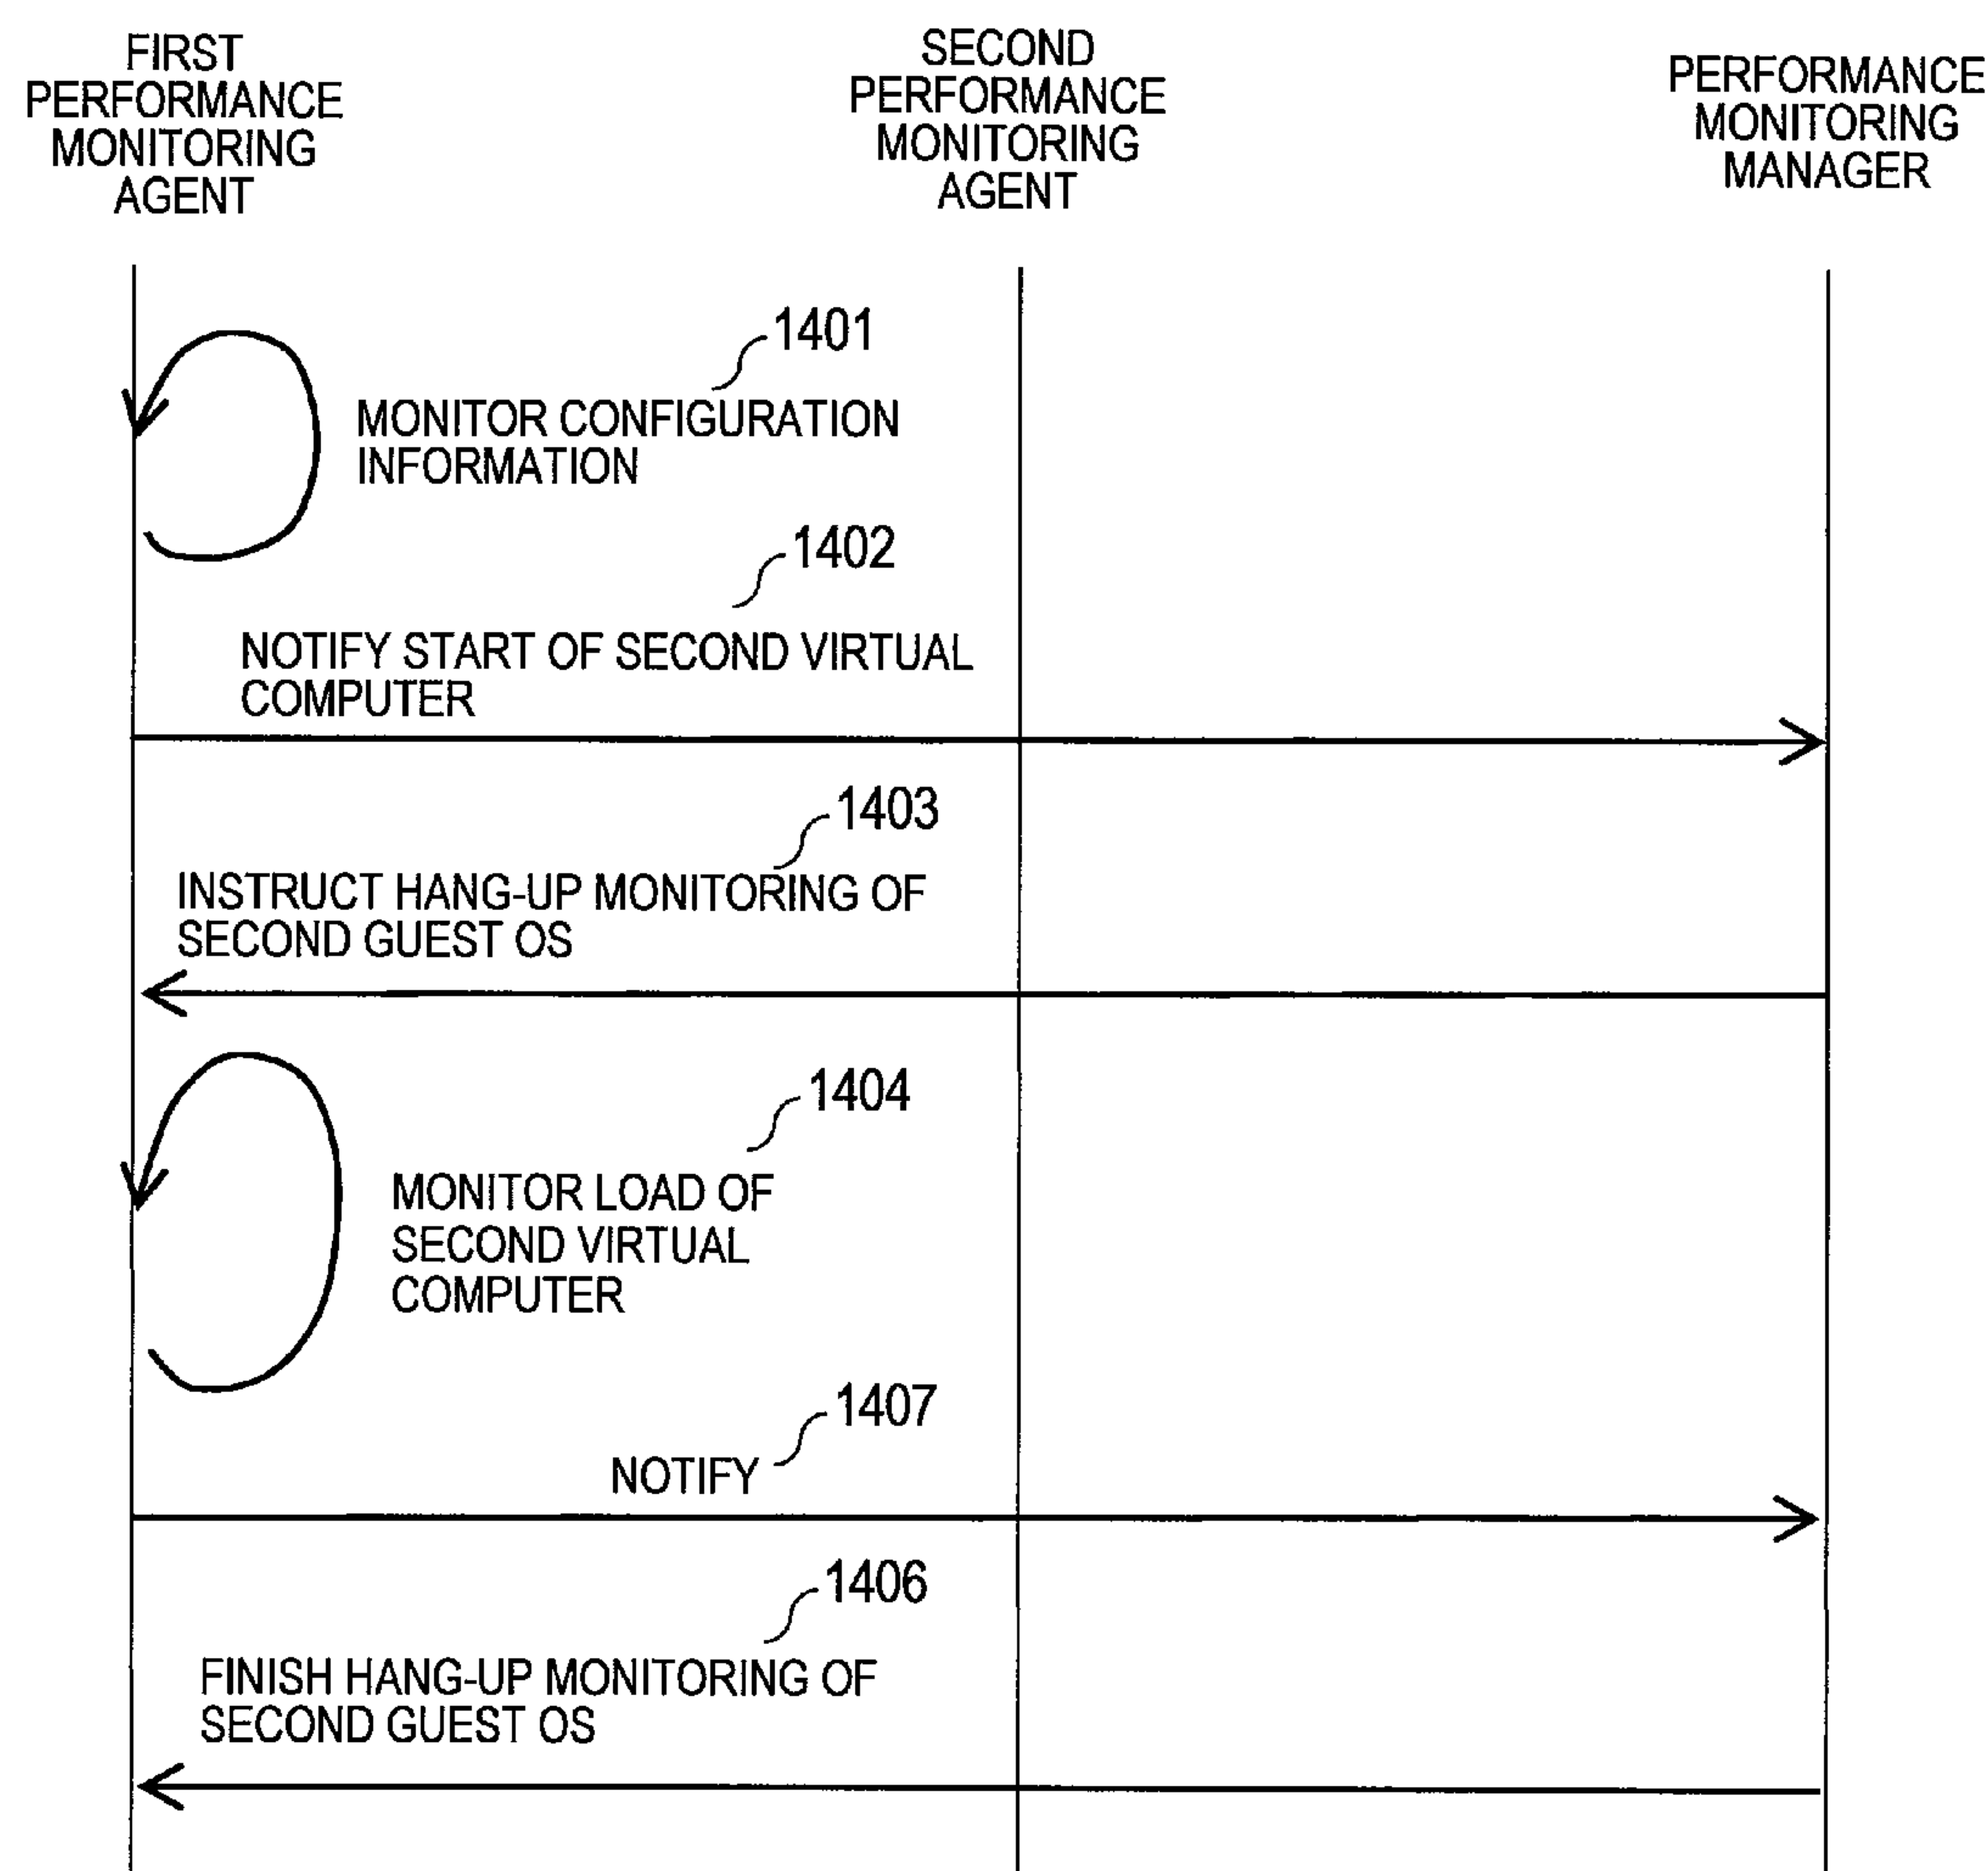 FIRST
PERFORMANCE
MONITORING
AGENT
SECOND
PERFORMANCE
MONITORING
AGENT
PERFORMANCE
MONITORING
MANAGER
1401
MONITOR CONFIGURATION
INFORMATION
1402
NOTIFY START OF SECOND VIRTUAL
COMPUTER
1403
INSTRUCT HANG-UP MONITORING OF
SECOND GUEST OS
1404
MONITOR LOAD OF
SECOND VIRTUAL
COMPUTER
1407
NOTIFY
1406
FINISH HANG-UP MONITORING OF
SECOND GUEST OS